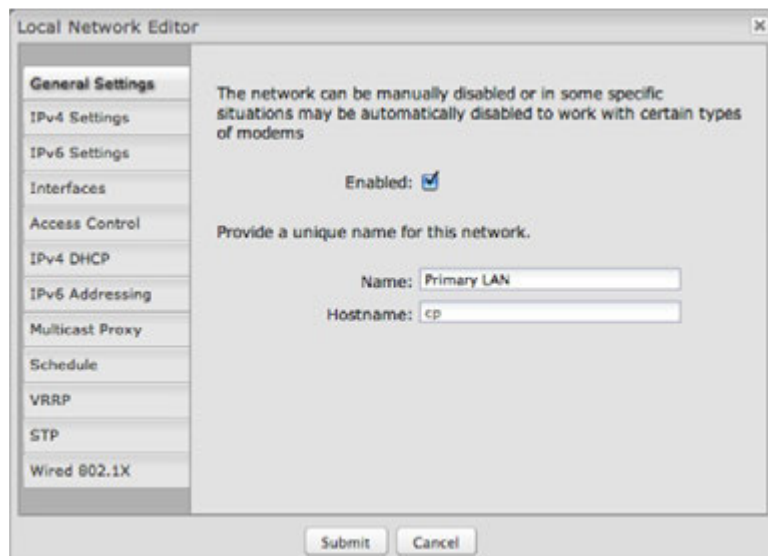 Local Network Editor
General Settings
IPv4 Settings
IPv6 Settings
Interfaces
Access Control
IPv4 DHCP
IPv6 Addressing
Multicast Proxy
Schedule
VRRP
STP
Wired 802.1X
The network can be manually disabled or in some specific
situations may be automatically disabled to work with certain types
of modems
Enabled:
Provide a unique name for this network.
Name: Primary LAN
Hostname: cp
Submit Cancel